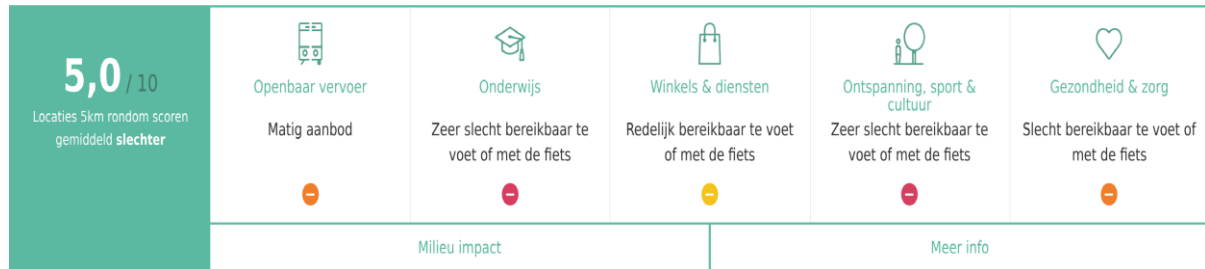 5,0 / 10
Locaties 5km rondom scoren
gemiddeld slechter
Openbaar vervoer
Matig aanbod
Onderwijs
Zeer slecht bereikbaar te
voet of met de fiets
Winkels & diensten
Redelijk bereikbaar te voet
of met de fiets
Ontspanning, sport &
cultuur
Zeer slecht bereikbaar te
voet of met de fiets
Gezondheid & zorg
Slecht bereikbaar te voet of
met de fiets
Milieu impact
Meer info